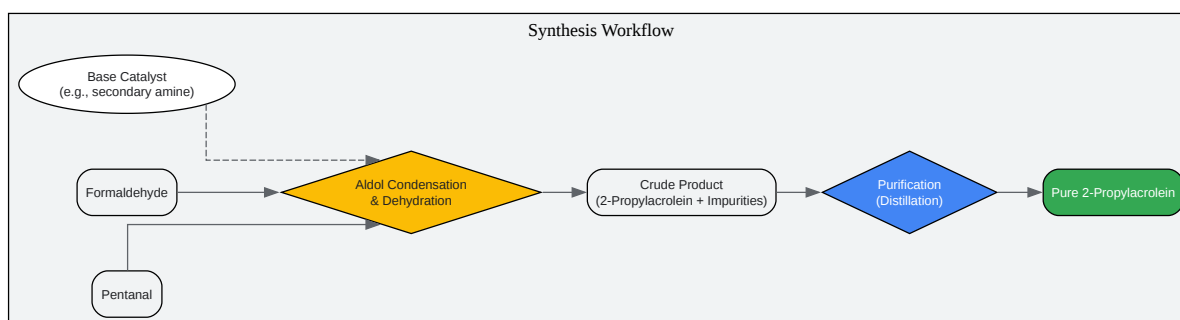 Synthesis Workflow
Base Catalyst
(e.g., secondary amine)
Formaldehyde
Aldol Condensation
& Dehydration
Crude Product
(2-Propylacrolein + Impurities)
Purification
(Distillation)
Pure 2-Propylacrolein
Pentanal